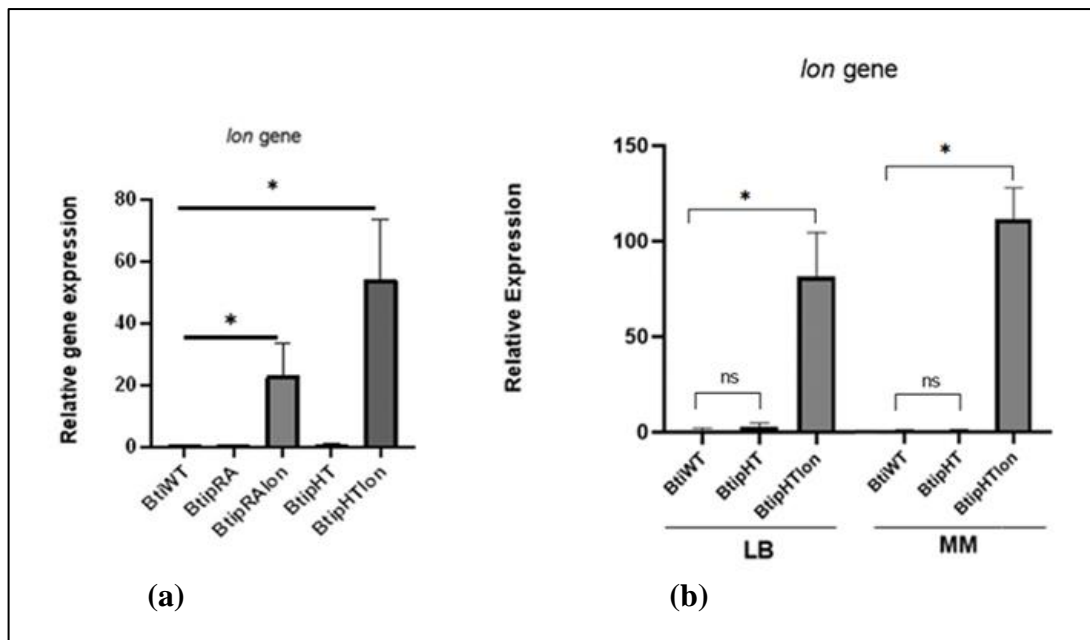 lon gene
Relative gene expression
80
60
40
20
0
*
*
BtiWT
BtipRA
BtipRAlon
BtipHT
BtipHTlon
(a)
lon gene
Relative Expression
150
100
50
0
*
*
ns
ns
BtiWT
BtipHT
BtipHTlon
BtiWT
BtipHT
BtipHTlon
LB
MM
(b)